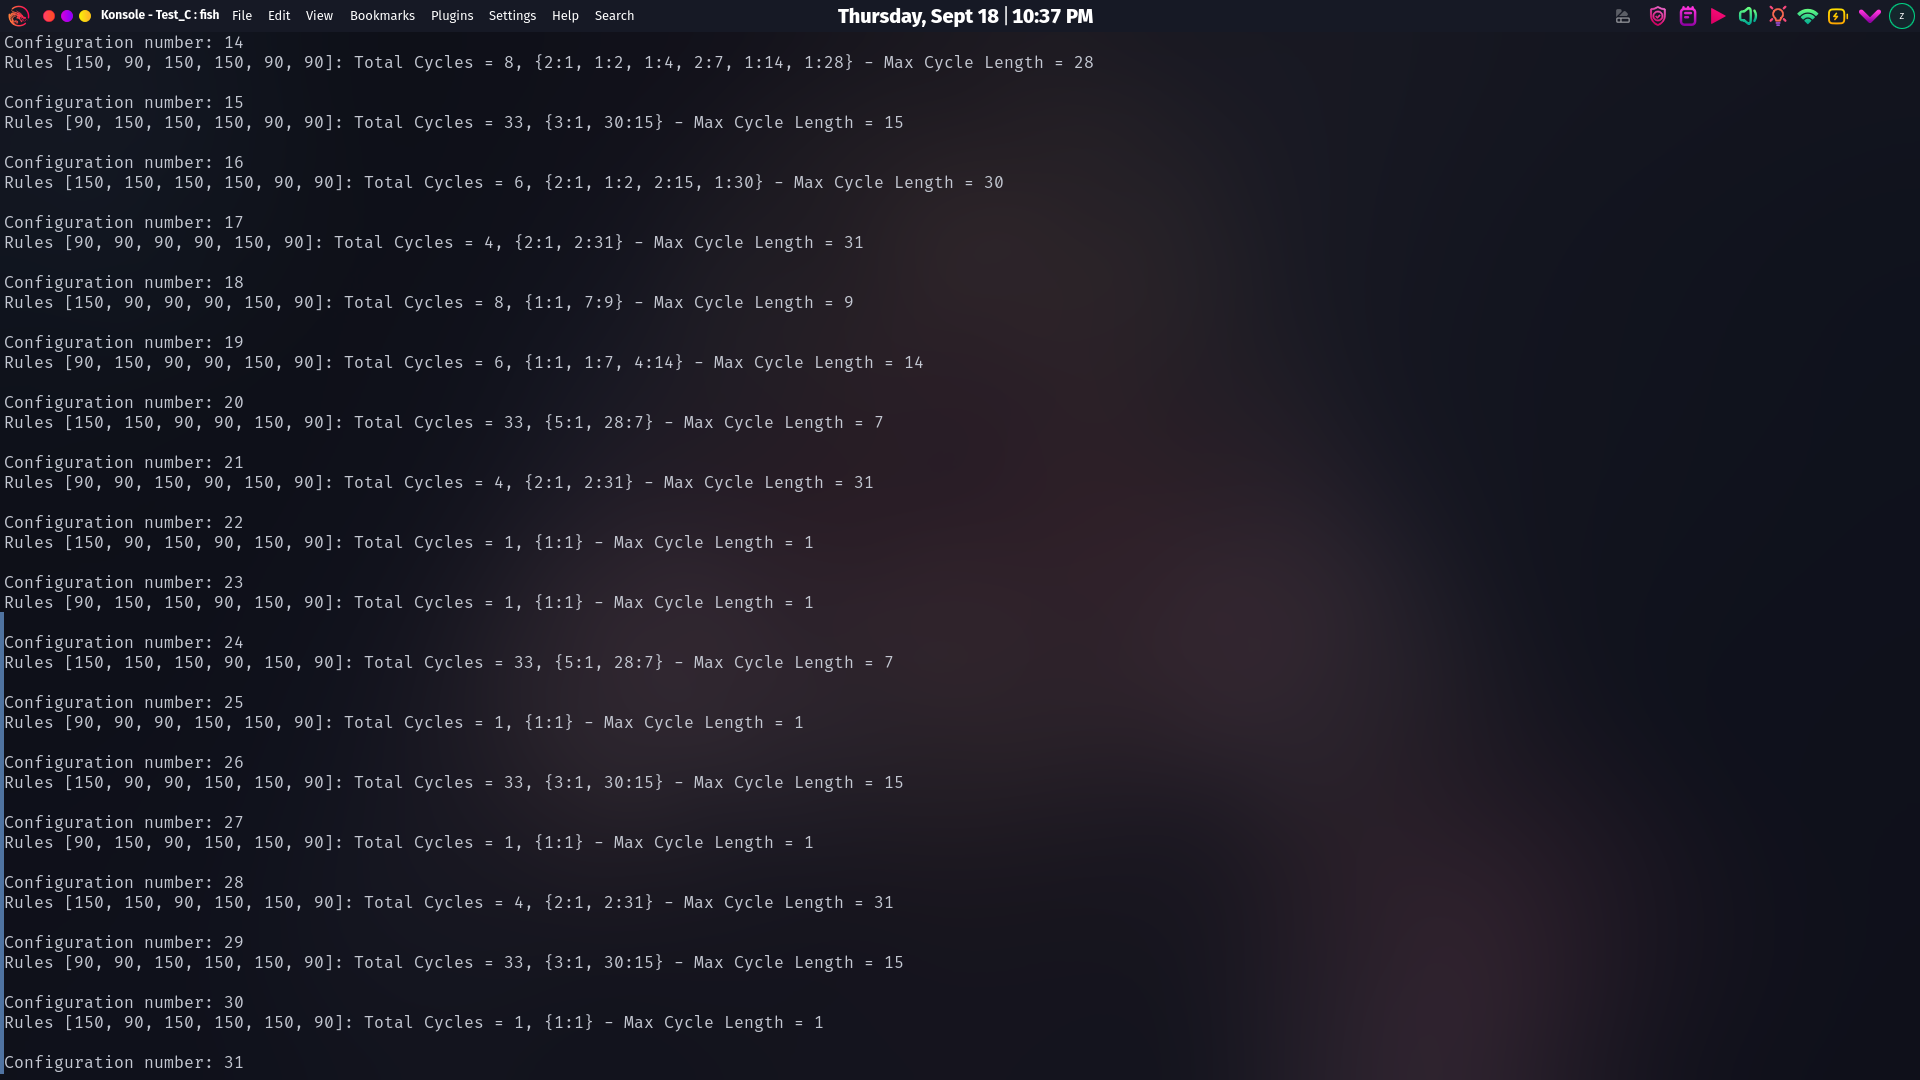 Konsole - Test_C : fish File Edit View Bookmarks Plugins Settings Help Search Thursday, Sept 18 | 10:37 PM z
Configuration number: 14
Rules [150, 90, 150, 150, 90, 90]: Total Cycles = 8, {2:1, 1:2, 1:4, 2:7, 1:14, 1:28} - Max Cycle Length = 28
Configuration number: 15
Rules [90, 150, 150, 150, 90, 90]: Total Cycles = 33, {3:1, 30:15} - Max Cycle Length = 15
Configuration number: 16
Rules [150, 150, 150, 150, 90, 90]: Total Cycles = 6, {2:1, 1:2, 2:15, 1:30} - Max Cycle Length = 30
Configuration number: 17
Rules [90, 90, 90, 90, 150, 90]: Total Cycles = 4, {2:1, 2:31} - Max Cycle Length = 31
Configuration number: 18
Rules [150, 90, 90, 90, 150, 90]: Total Cycles = 8, {1:1, 7:9} - Max Cycle Length = 9
Configuration number: 19
Rules [90, 150, 90, 90, 150, 90]: Total Cycles = 6, {1:1, 1:7, 4:14} - Max Cycle Length = 14
Configuration number: 20
Rules [150, 150, 90, 90, 150, 90]: Total Cycles = 33, {5:1, 28:7} - Max Cycle Length = 7
Configuration number: 21
Rules [90, 90, 150, 90, 150, 90]: Total Cycles = 4, {2:1, 2:31} - Max Cycle Length = 31
Configuration number: 22
Rules [150, 90, 150, 90, 150, 90]: Total Cycles = 1, {1:1} - Max Cycle Length = 1
Configuration number: 23
Rules [90, 150, 150, 90, 150, 90]: Total Cycles = 1, {1:1} - Max Cycle Length = 1
Configuration number: 24
Rules [150, 150, 150, 90, 150, 90]: Total Cycles = 33, {5:1, 28:7} - Max Cycle Length = 7
Configuration number: 25
Rules [90, 90, 90, 150, 150, 90]: Total Cycles = 1, {1:1} - Max Cycle Length = 1
Configuration number: 26
Rules [150, 90, 90, 150, 150, 90]: Total Cycles = 33, {3:1, 30:15} - Max Cycle Length = 15
Configuration number: 27
Rules [90, 150, 90, 150, 150, 90]: Total Cycles = 1, {1:1} - Max Cycle Length = 1
Configuration number: 28
Rules [150, 150, 90, 150, 150, 90]: Total Cycles = 4, {2:1, 2:31} - Max Cycle Length = 31
Configuration number: 29
Rules [90, 90, 150, 150, 150, 90]: Total Cycles = 33, {3:1, 30:15} - Max Cycle Length = 15
Configuration number: 30
Rules [150, 90, 150, 150, 150, 90]: Total Cycles = 1, {1:1} - Max Cycle Length = 1
Configuration number: 31